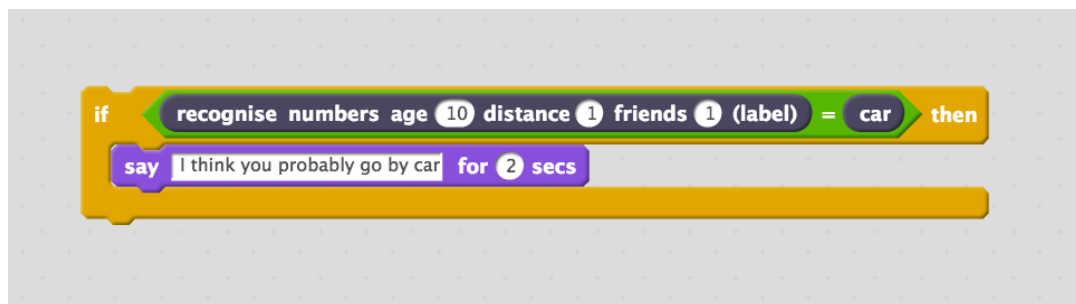 if recognise numbers age 10 distance 1 friends 1 (label) = car then
say I think you probably go by car for 2 secs